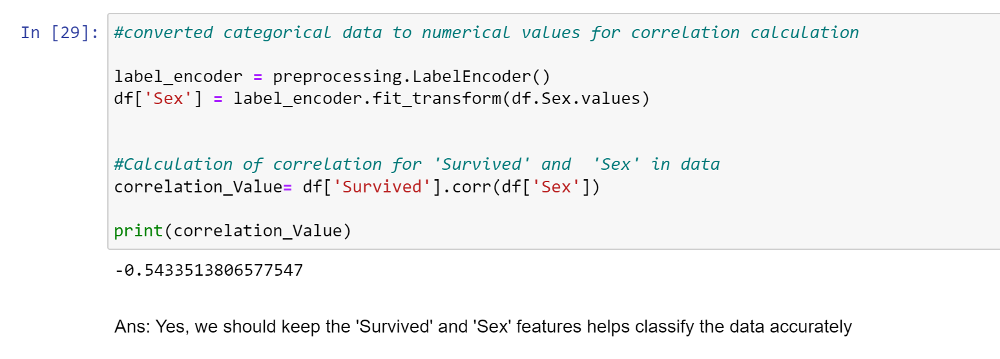 In [29]: #converted categorical data to numerical values for correlation calculation
label_encoder = preprocessing.LabelEncoder()
df['Sex'] = label_encoder.fit_transform(df.Sex.values)
#Calculation of correlation for 'Survived' and  'Sex' in data
correlation_Value= df['Survived'].corr(df['Sex'])
print(correlation_Value)
-0.5433513806577547
Ans: Yes, we should keep the 'Survived' and 'Sex' features helps classify the data accurately